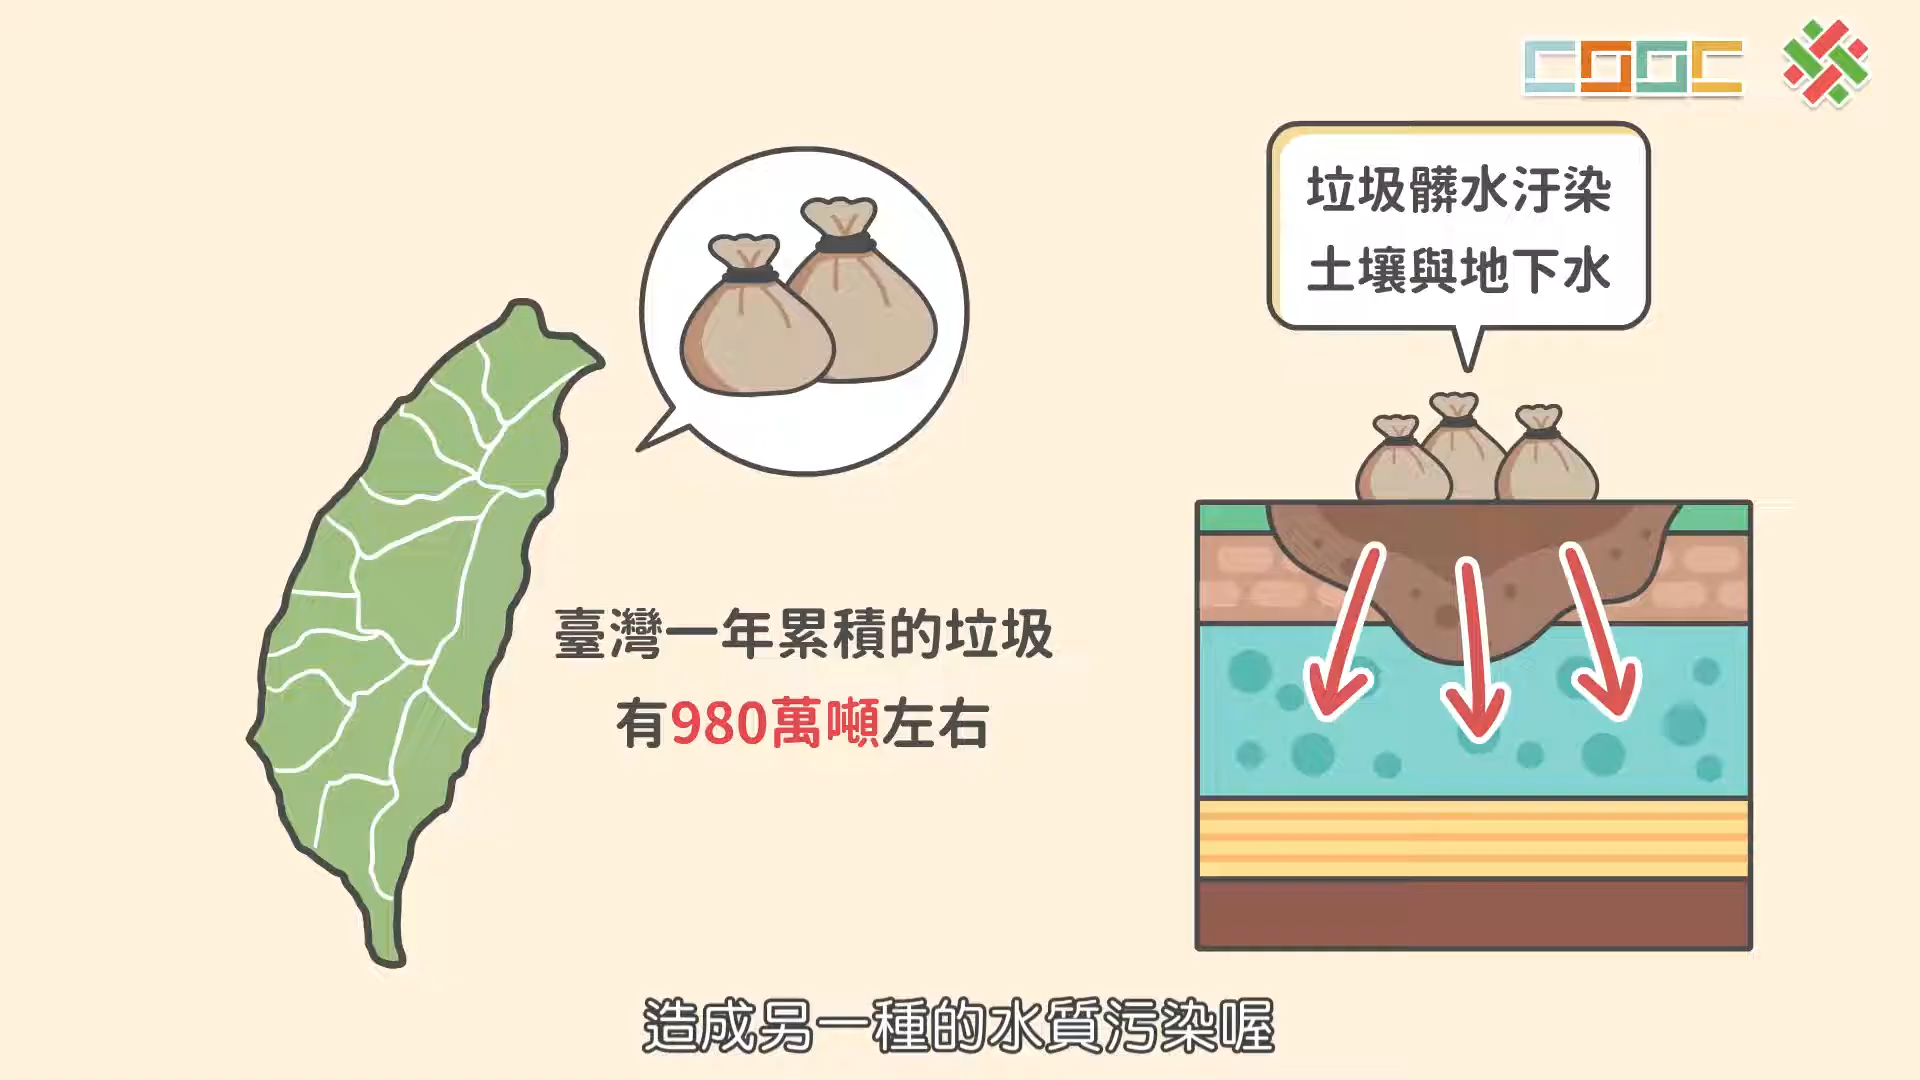 COOC
垃圾髒水汙染
土壤與地下水
臺灣一年累積的垃圾
有980萬噸左右
造成另一種的水質污染喔